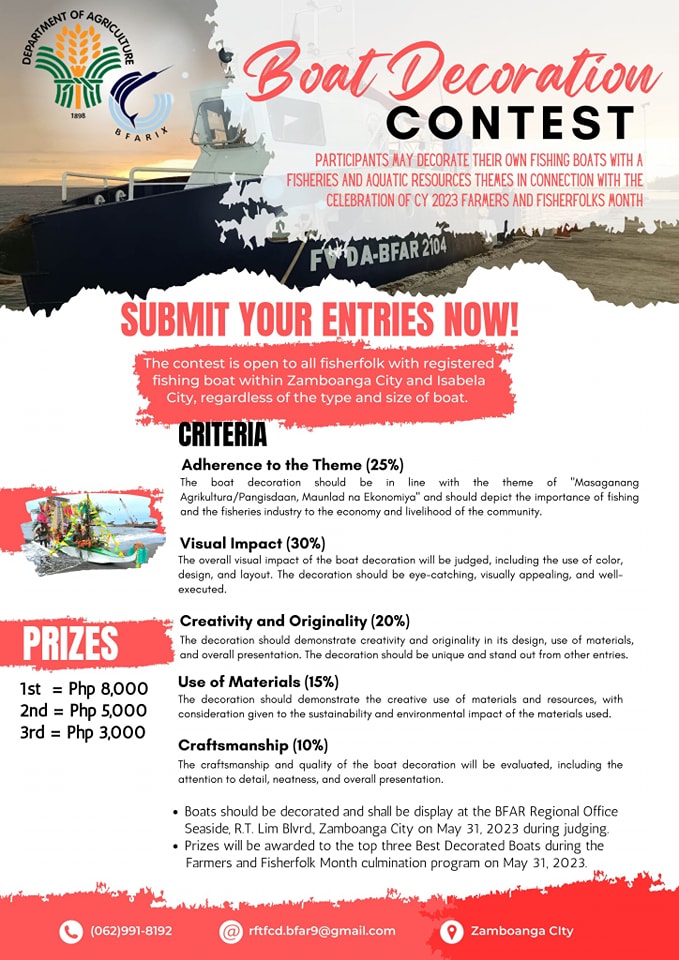 DEPARTMENT OF AGRICULTURE
1898
BFARIX
Boat Decoration
CONTEST
PARTICIPANTS MAY DECORATE THEIR OWN FISHING BOATS WITH A
FISHERIES AND AQUATIC RESOURCES THEMES IN CONNECTION WITH THE
CELEBRATION OF CY 2023 FARMERS AND FISHERFOLKS MONTH
FV DA-BFAR 2104
SUBMIT YOUR ENTRIES NOW!
The contest is open to all fisherfolk with registered
fishing boat within Zamboanga City and Isabela
City, regardless of the type and size of boat.
CRITERIA
Adherence to the Theme (25%)
The boat decoration should be in line with the theme of "Masaganang
Agrikultura/Pangisdaan, Maunlad na Ekonomiya" and should depict the importance of fishing
and the fisheries industry to the economy and livelihood of the community.
Visual Impact (30%)
The overall visual impact of the boat decoration will be judged, including the use of color,
design, and layout. The decoration should be eye-catching, visually appealing, and well-
executed.
Creativity and Originality (20%)
The decoration should demonstrate creativity and originality in its design, use of materials,
and overall presentation. The decoration should be unique and stand out from other entries.
Use of Materials (15%)
The decoration should demonstrate the creative use of materials and resources, with
consideration given to the sustainability and environmental impact of the materials used.
Craftsmanship (10%)
The craftsmanship and quality of the boat decoration will be evaluated, including the
attention to detail, neatness, and overall presentation.
PRIZES
1st = Php 8,000
2nd = Php 5,000
3rd = Php 3,000
• Boats should be decorated and shall be display at the BFAR Regional Office
Seaside, R.T. Lim Blvrd, Zamboanga City on May 31, 2023 during judging.
• Prizes will be awarded to the top three Best Decorated Boats during the
Farmers and Fisherfolk Month culmination program on May 31, 2023.
(062)991-8192
rftfcd.bfar9@gmail.com
Zamboanga CIty